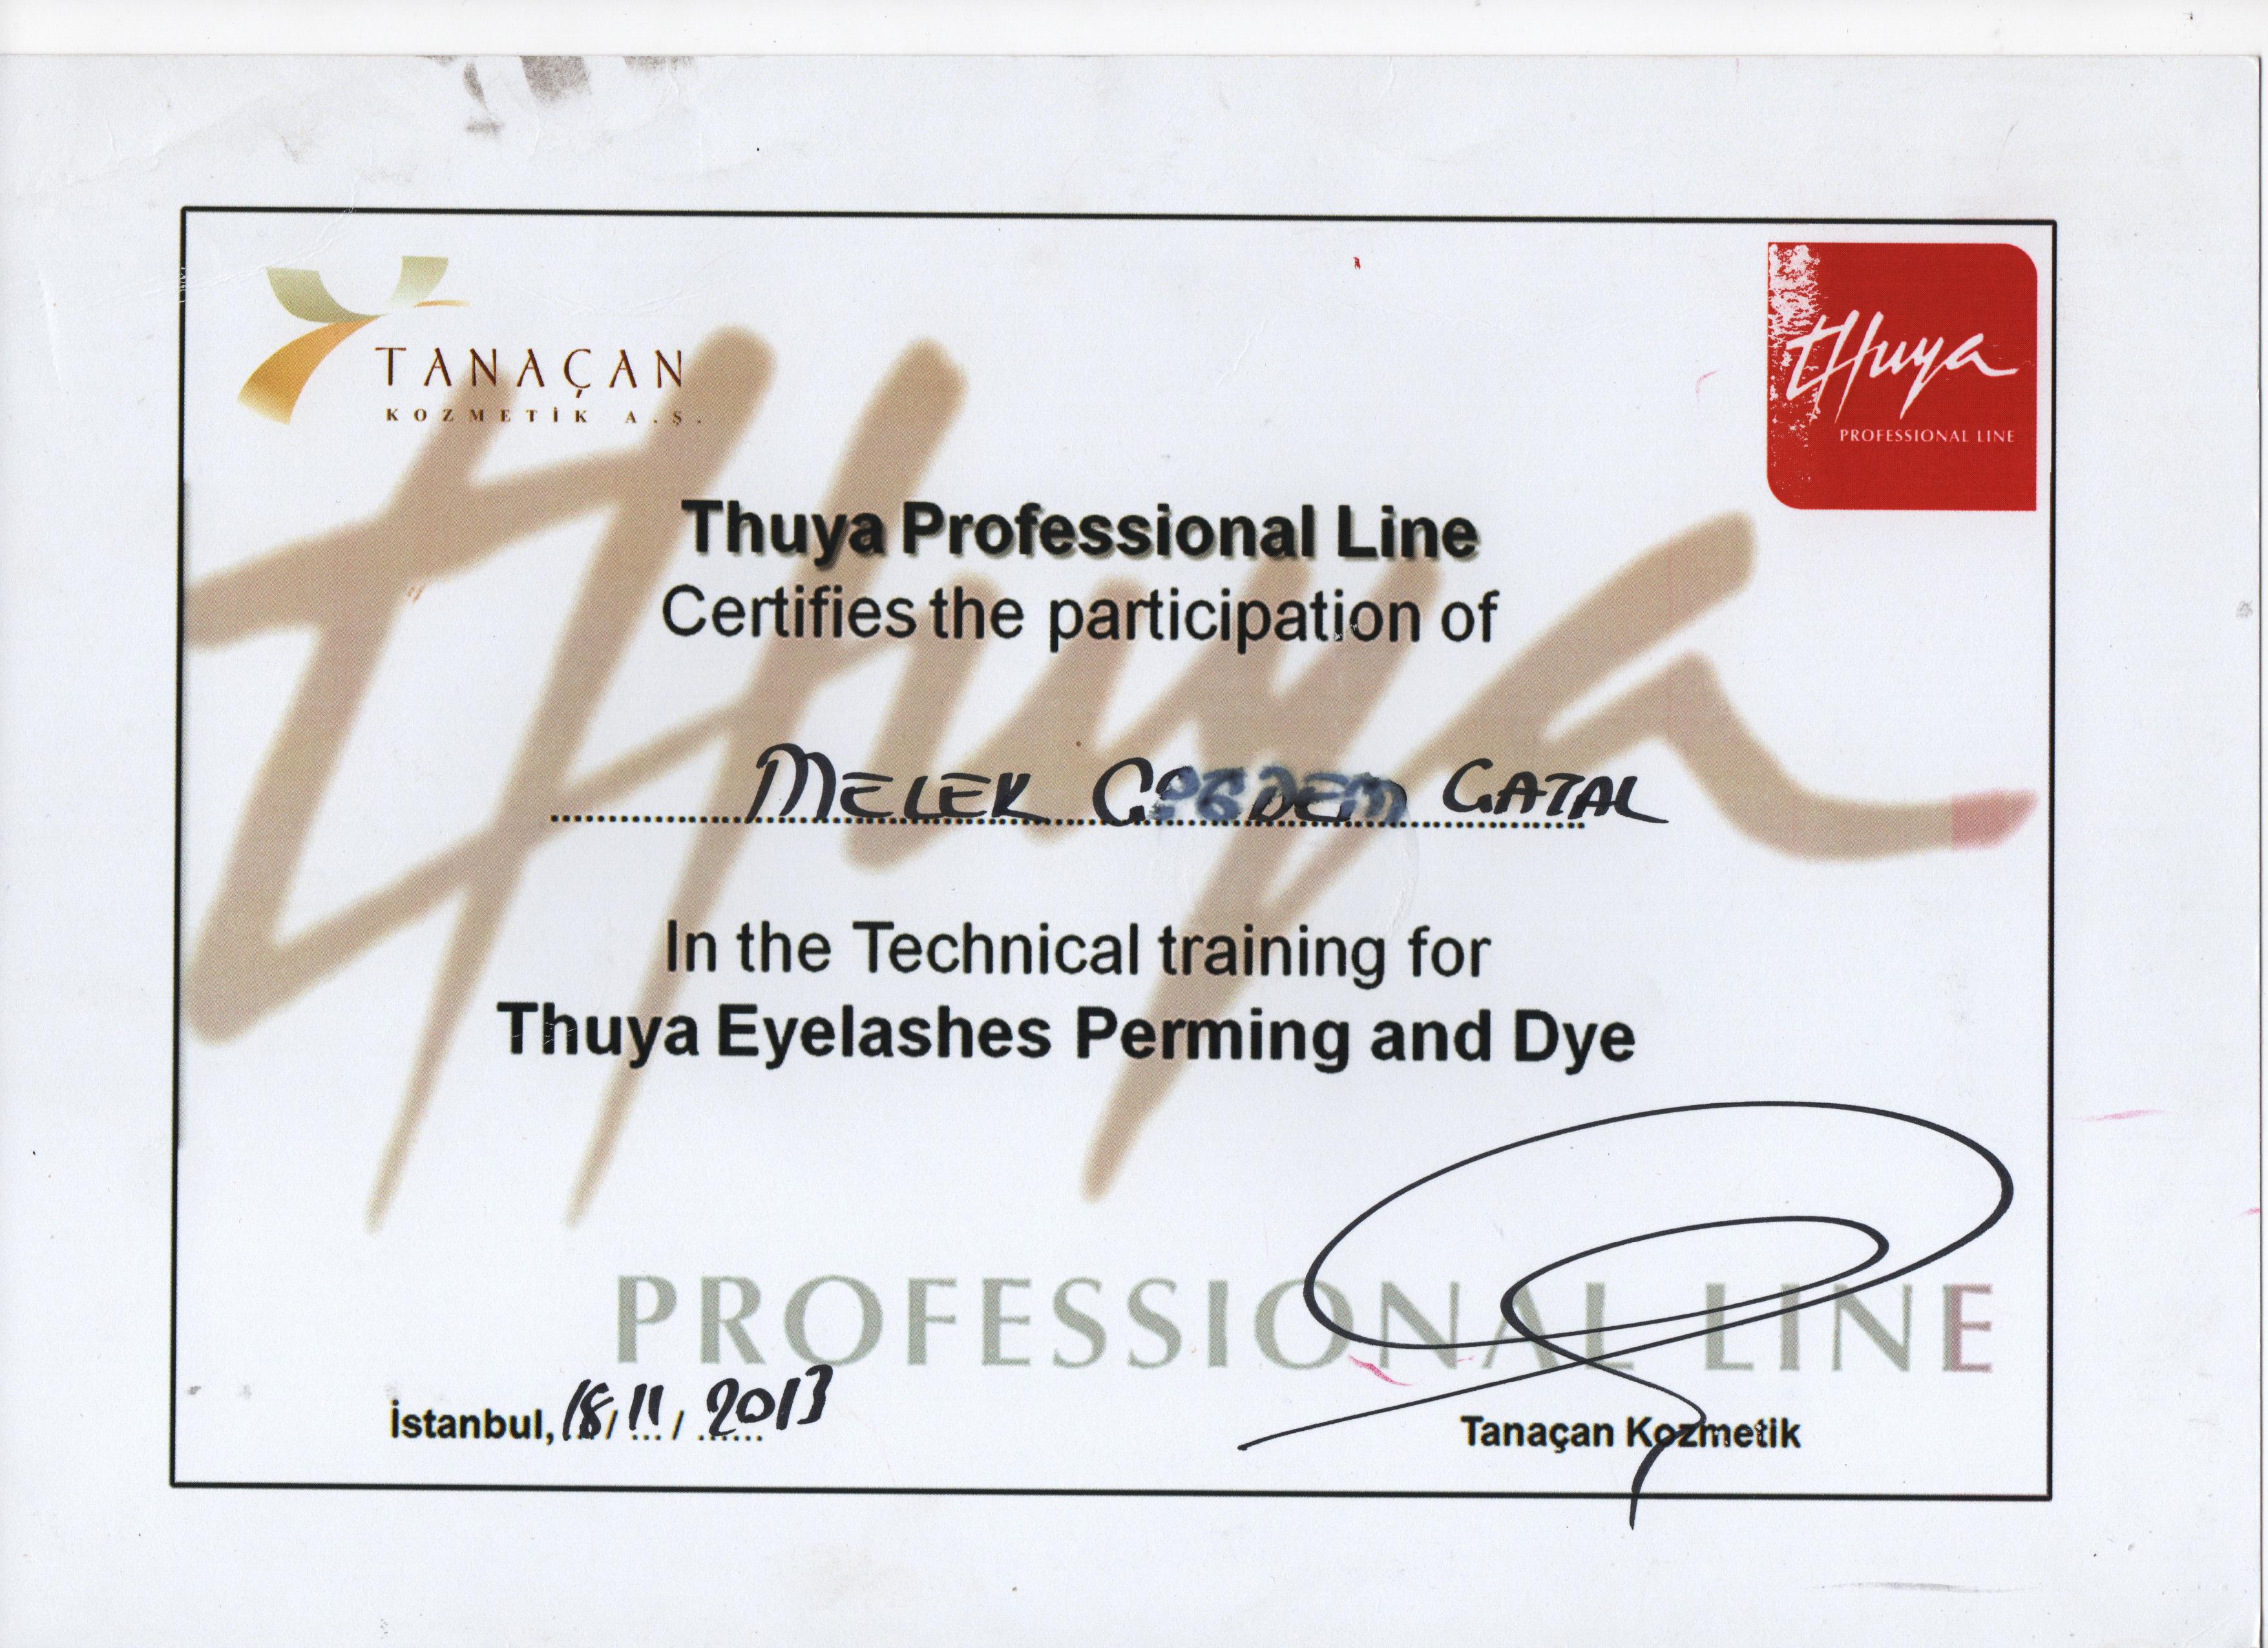 TANAÇAN
KOZMETİK A.Ş.
thuya
PROFESSIONAL LINE
Thuya Professional Line
Certifies the participation of
MELEK ÇATAL
In the Technical training for
Thuya Eyelashes Perming and Dye
PROFESSIONAL LINE
İstanbul, 18/11/2013
Tanaçan Kozmetik